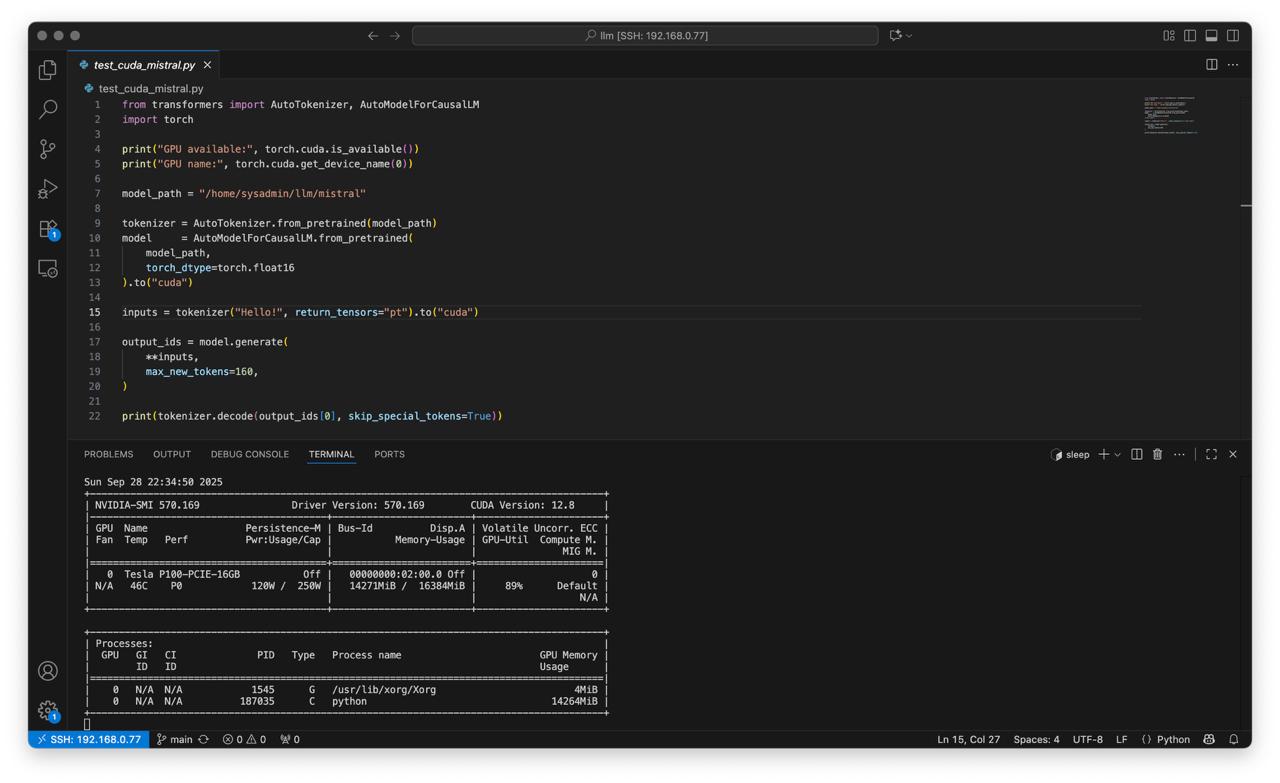 llm [SSH: 192.168.0.77]
test_cuda_mistral.py
test_cuda_mistral.py
1 from transformers import AutoTokenizer, AutoModelForCausalLM
2 import torch
3
4 print("GPU available:", torch.cuda.is_available())
5 print("GPU name:", torch.cuda.get_device_name(0))
6
7 model_path = "/home/sysadmin/llm/mistral"
8
9 tokenizer = AutoTokenizer.from_pretrained(model_path)
10 model     = AutoModelForCausalLM.from_pretrained(
11     model_path,
12     torch_dtype=torch.float16
13 ).to("cuda")
14
15 inputs = tokenizer("Hello!", return_tensors="pt").to("cuda")
16
17 output_ids = model.generate(
18     **inputs,
19     max_new_tokens=160,
20 )
21
22 print(tokenizer.decode(output_ids[0], skip_special_tokens=True))
1
1
PROBLEMS OUTPUT DEBUG CONSOLE TERMINAL PORTS sleep
Sun Sep 28 22:34:50 2025
| NVIDIA-SMI 570.169 Driver Version: 570.169 CUDA Version: 12.8 |
| GPU Name Persistence-M | Bus-Id Disp.A | Volatile Uncorr. ECC |
| Fan Temp Perf Pwr:Usage/Cap | Memory-Usage | GPU-Util Compute M. |
| | | MIG M. |
| 0 Tesla P100-PCIE-16GB Off | 00000000:02:00.0 Off | 0 |
| N/A 46C P0 120W / 250W | 14271MiB / 16384MiB | 89% Default |
| | | N/A |
| Processes: |
| GPU GI CI PID Type Process name GPU Memory |
| ID ID Usage |
| 0 N/A N/A 1545 G /usr/lib/xorg/Xorg 4MiB |
| 0 N/A N/A 187035 C python 14264MiB |
SSH: 192.168.0.77 main 0 0 0 Ln 15, Col 27 Spaces: 4 UTF-8 LF Python